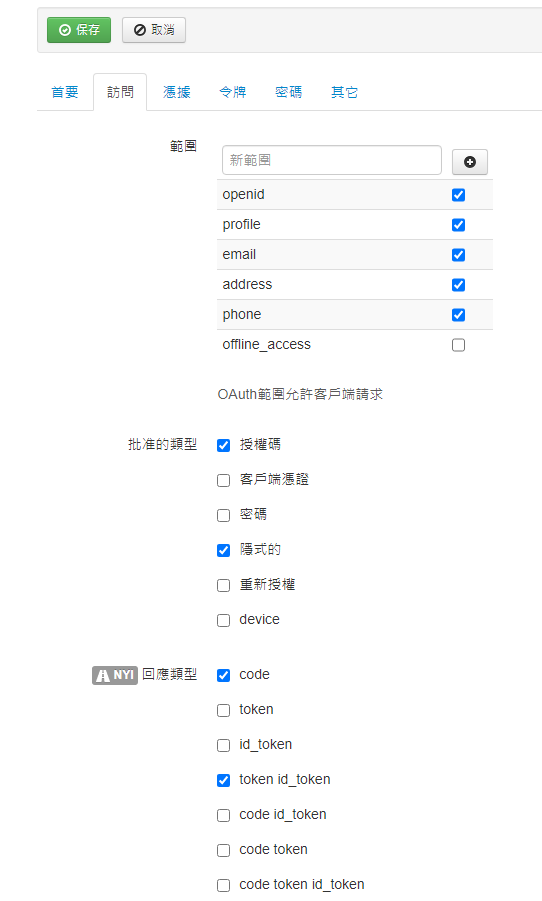 保存 取消
首要 訪問 憑據 令牌 密碼 其它
範圍 新範圍
openid
profile
email
address
phone
offline_access
OAuth範圍允許客戶端請求
批准的類型 授權碼
客戶端憑證
密碼
隱式的
重新授權
device
NYI 回應類型 code
token
id_token
token id_token
code id_token
code token
code token id_token